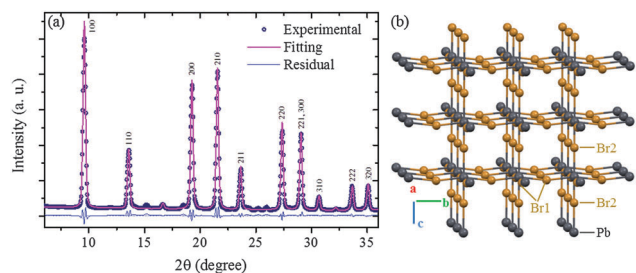 (a)
Experimental
Fitting
Residual
100
110
200
210
211
220
221, 300
310
222
320
Intensity (a. u.)
10 15 20 25 30 35
2θ (degree)
(b)
Br2
a
b
c
Br1
Br2
Pb